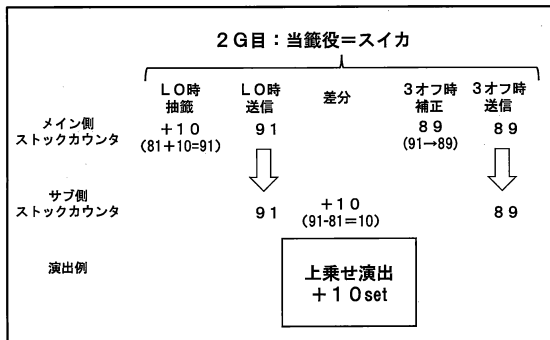 2G目：当籤役＝スイカ
LO時 LO時 差分 3オフ時 3オフ時
抽籤 送信 補正 送信
メイン側 +10 91 89 89
ストックカウンタ (81+10=91) (91→89)
サブ側 +10
ストックカウンタ 91 (91-81=10) 89
演出例 上乗せ演出
+10set